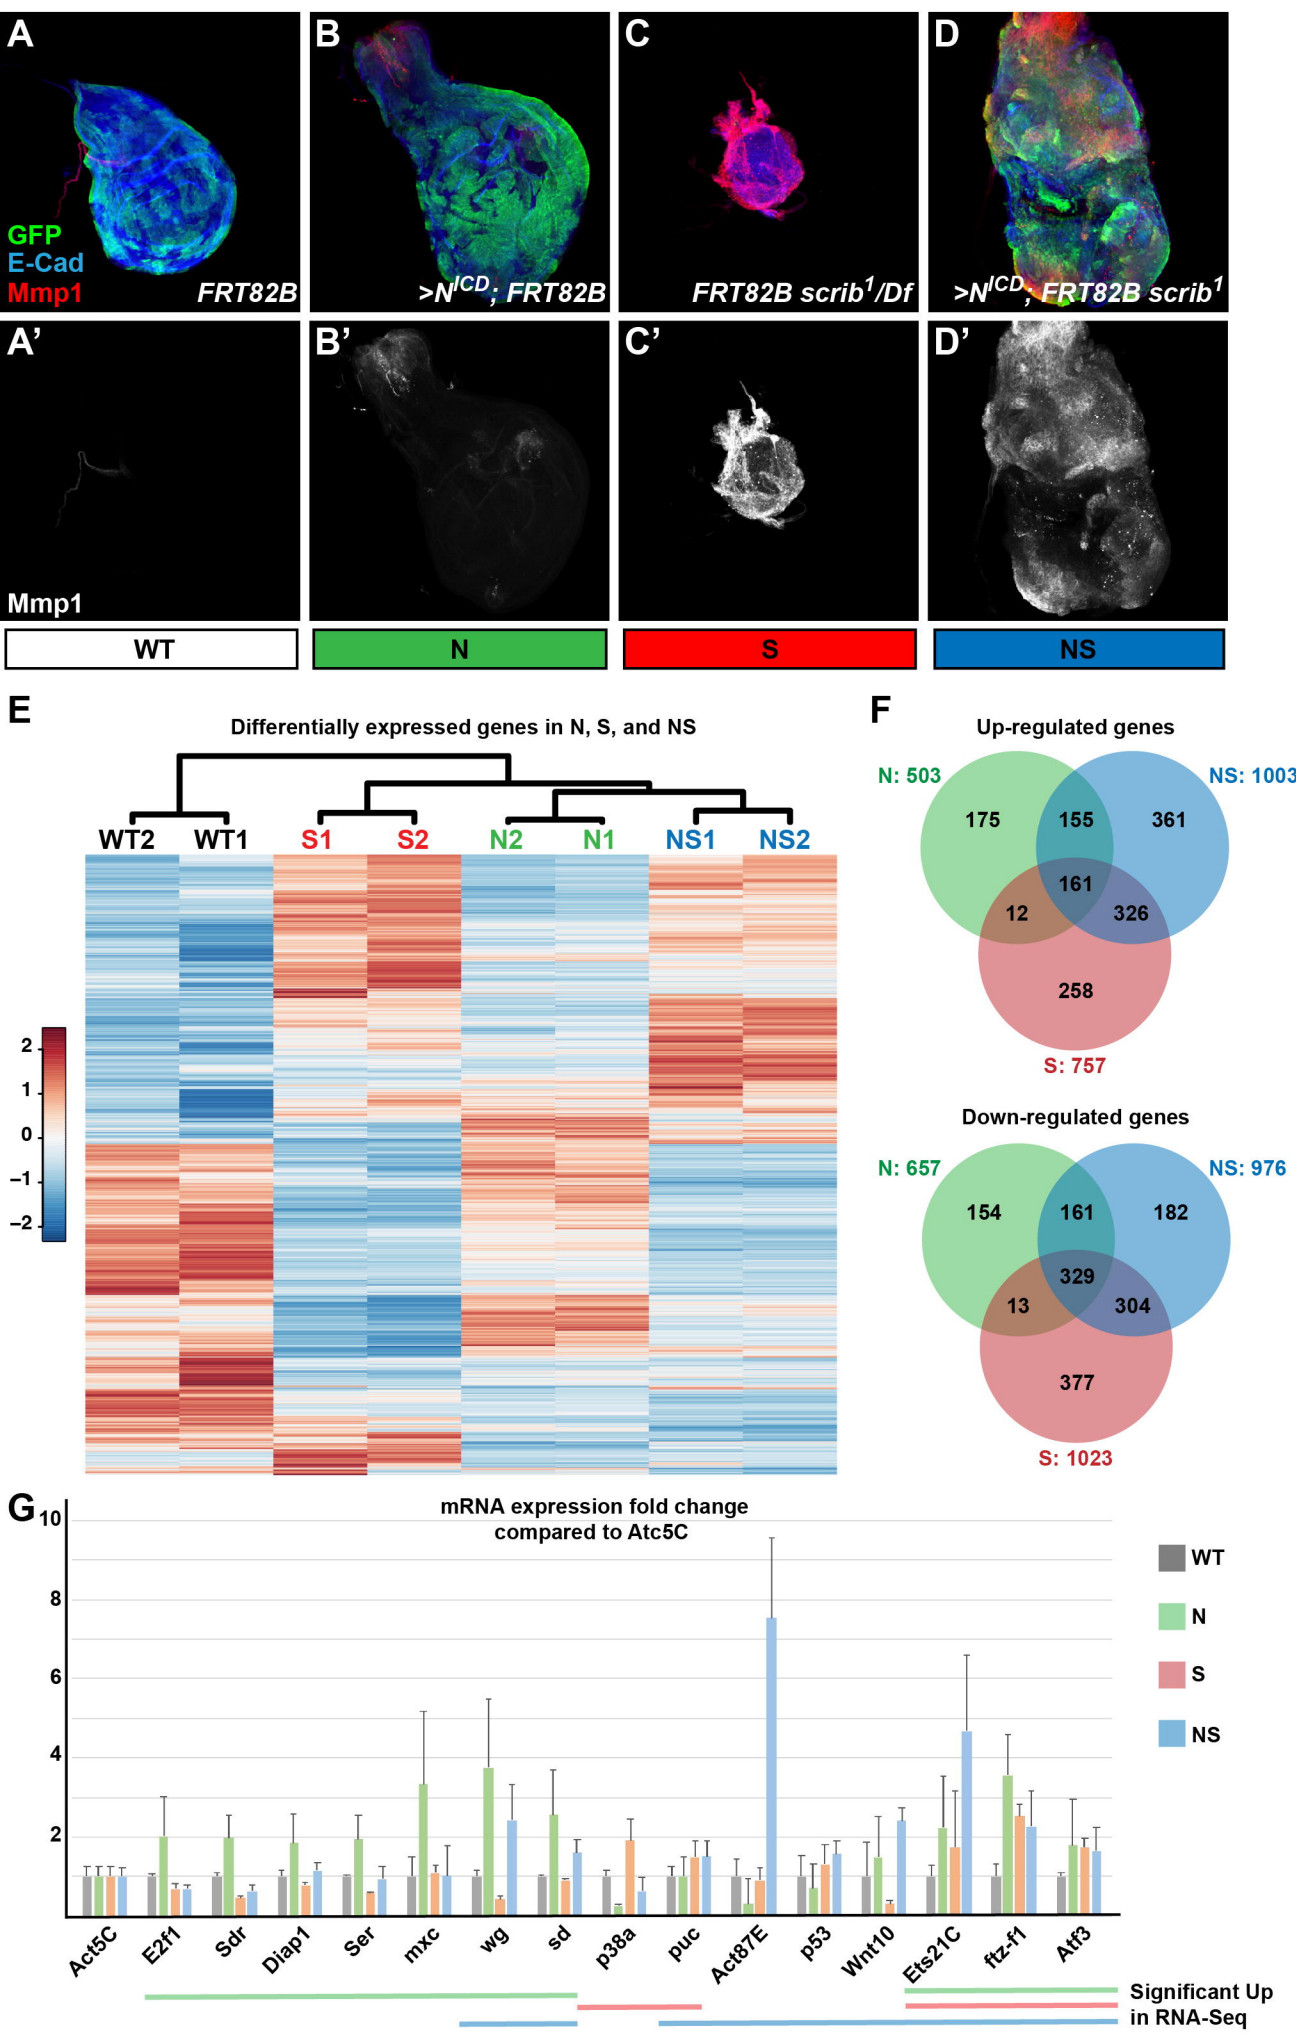 A
B
C
D
GFP
E-Cad
Mmp1
FRT82B
>N^ICD; FRT82B
FRT82B scrib^1/Df
>N^ICD; FRT82B scrib^1
A’
B’
C’
D’
Mmp1
WT
N
S
NS
E
Differentially expressed genes in N, S, and NS
WT2
WT1
S1
S2
N2
N1
NS1
NS2
2
1
0
−1
−2
F
Up-regulated genes
N: 503
NS: 1003
175
155
361
161
12
326
258
S: 757
Down-regulated genes
N: 657
NS: 976
154
161
182
329
13
304
377
S: 1023
G
mRNA expression fold change
compared to Atc5C
10
8
6
4
2
WT
N
S
NS
Act5C
E2f1
Sdr
Diap1
Ser
mxc
wg
sd
p38a
puc
Act87E
p53
Wnt10
Ets21C
ftz-f1
Atf3
Significant Up
in RNA-Seq